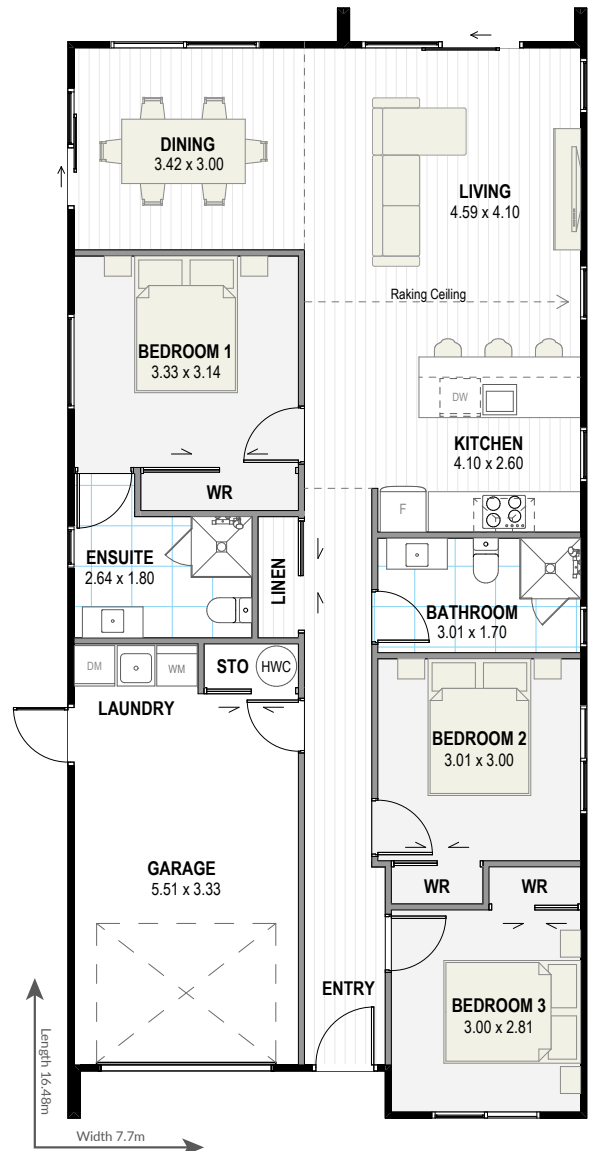 DINING
3.42 x 3.00
LIVING
4.59 x 4.10
Raking Ceiling
BEDROOM 1
3.33 x 3.14
DW
KITCHEN
4.10 x 2.60
WR
F
ENSUITE
2.64 x 1.80
LINEN
BATHROOM
3.01 x 1.70
DM
WM
STO
HWC
LAUNDRY
BEDROOM 2
3.01 x 3.00
GARAGE
5.51 x 3.33
WR
WR
ENTRY
BEDROOM 3
3.00 x 2.81
Length 16.48m
Width 7.7m